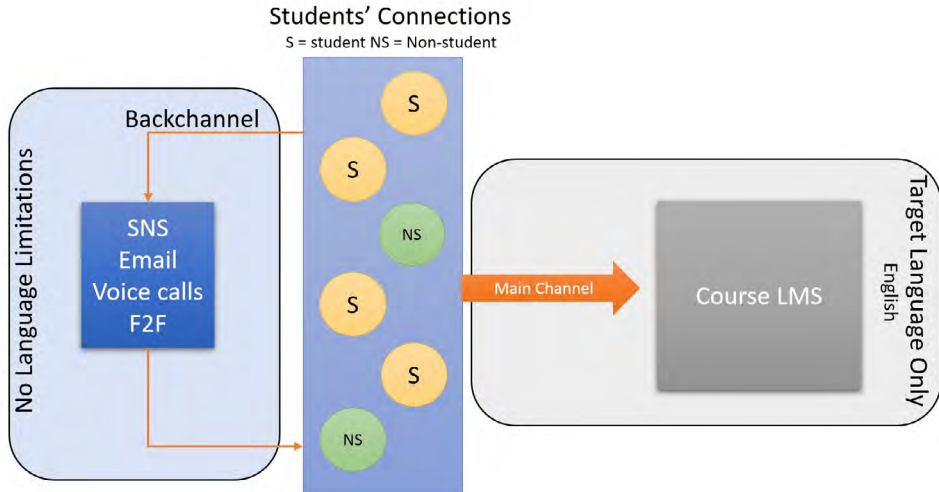 Students' Connections
S = student NS = Non-student
No Language Limitations
Backchannel
SNS
Email
Voice calls
F2F
S
S
NS
S
S
NS
Main Channel
Course LMS
Target Language Only
English